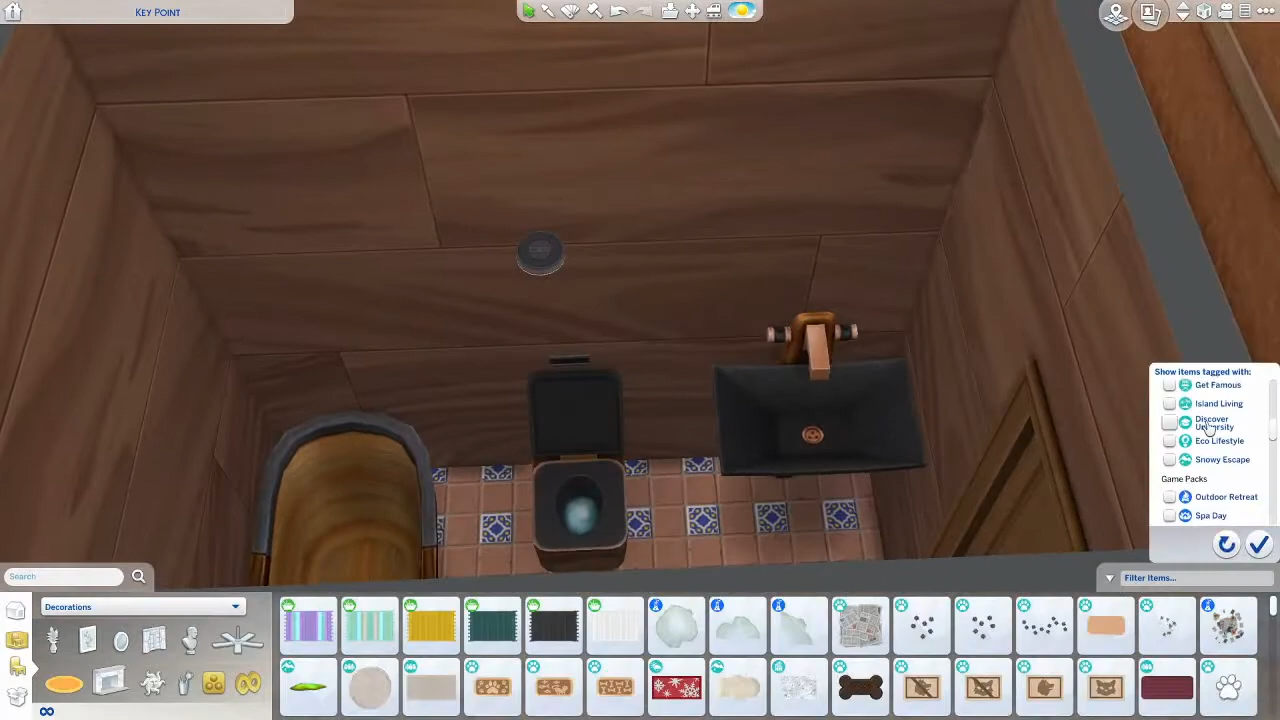 Key Point
Show items tagged with:
Get Famous
Island Living
Discover
University
Eco Lifestyle
Snowy Escape
Game Packs
Outdoor Retreat
Spa Day
Search
Filter Items...
Decorations